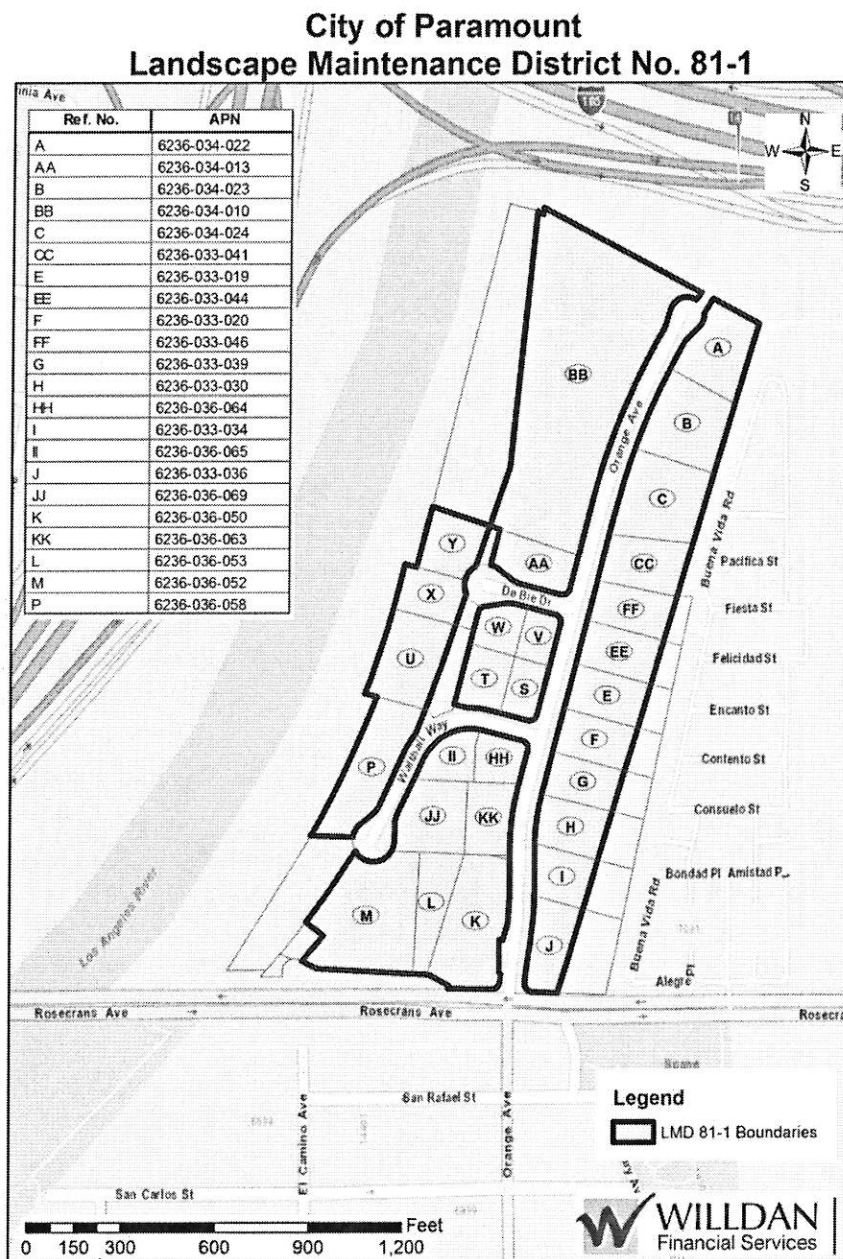 City of Paramount
Landscape Maintenance District No. 81-1
inia Ave
Ref. No. APN
A 6236-034-022
AA 6236-034-013
B 6236-034-023
BB 6236-034-010
C 6236-034-024
CC 6236-033-041
E 6236-033-019
EE 6236-033-044
F 6236-033-020
FF 6236-033-046
G 6236-033-039
H 6236-033-030
HH 6236-036-064
I 6236-033-034
II 6236-036-065
J 6236-033-036
JJ 6236-036-069
K 6236-036-050
KK 6236-036-063
L 6236-036-053
M 6236-036-052
P 6236-036-058
N
W E
S
A
BB
B
Orange Ave
C
Buena Vida Rd
Y
AA
CC
Pacifica St
X
De Bie Dr
FF
Fiesta St
W
V
U
EE
Felicidad St
T
S
E
Encanto St
Walthall Way
F
P
II
HH
Contento St
G
JJ
KK
H
Consuelo St
I
Bondad Pl
Los Angeles River
M
L
K
J
Buena Vida Rd
Alegre Pl
Rosecrans Ave
Rosecrans Ave
Rosecra
San Rafael St
El Camino Ave
Orange Ave
San Carlos St
Legend
LMD 81-1 Boundaries
0 150 300 600 900 1,200
Feet
WILLDAN
Financial Services